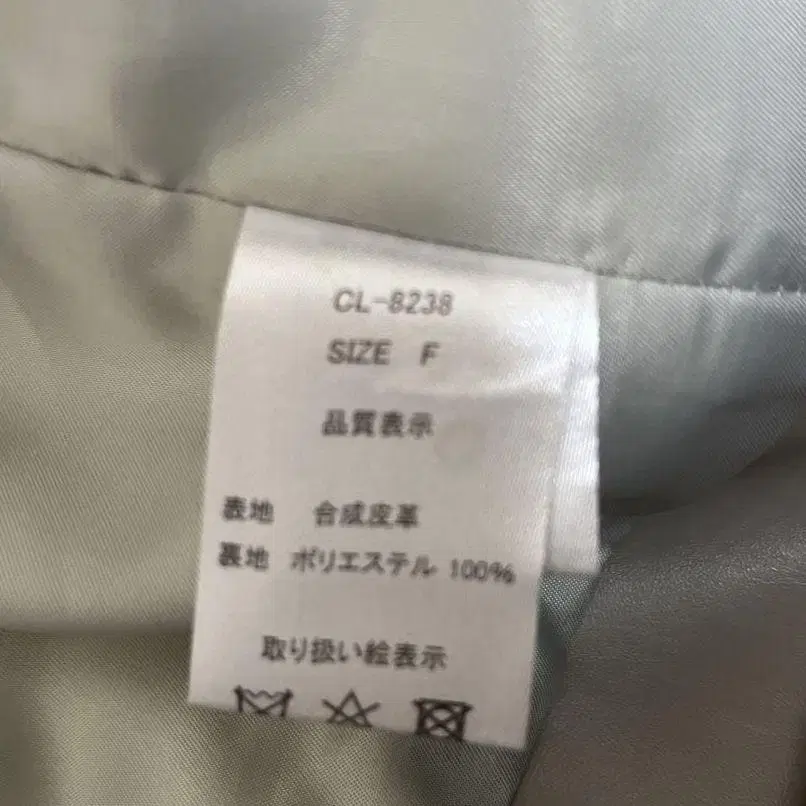 CL-8238
SIZE F
品質表示
表地 合成皮革
裏地 ポリエステル 100%
取り扱い絵表示